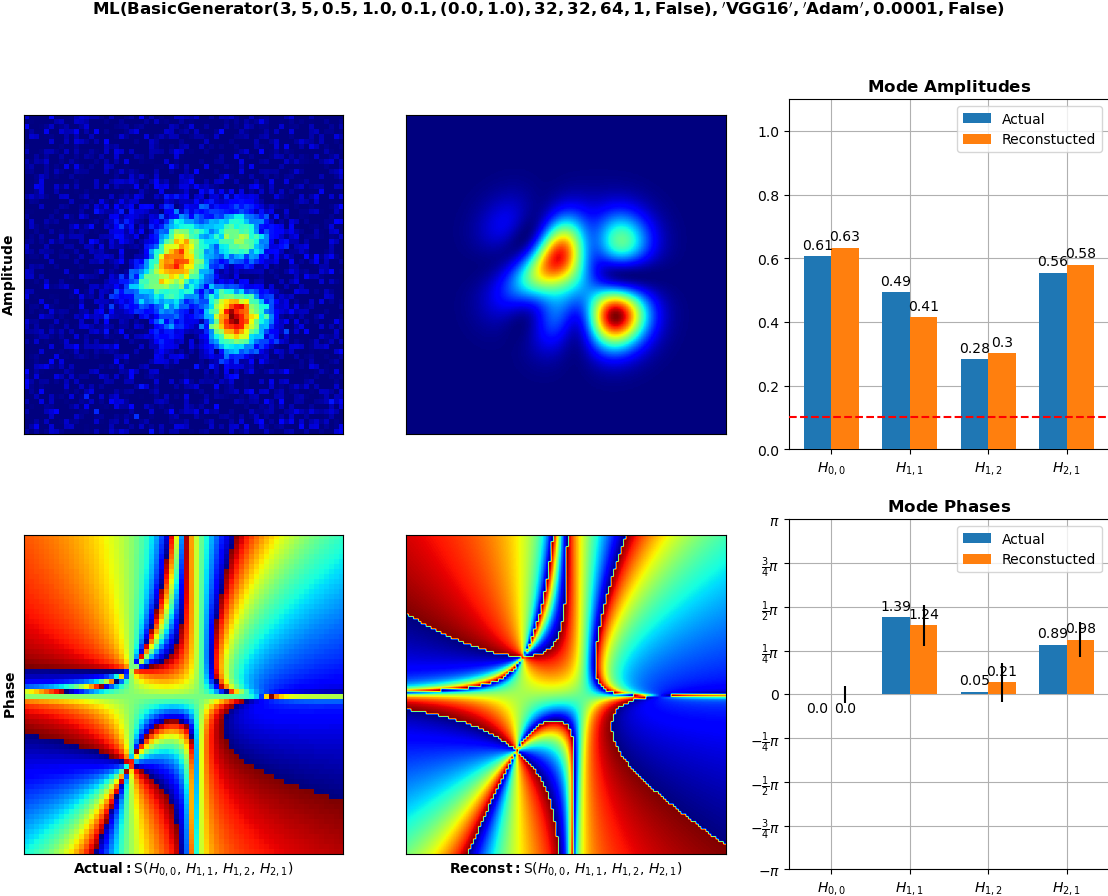 ML(BasicGenerator(3, 5, 0.5, 1.0, 0.1, (0.0, 1.0), 32, 32, 64, 1, False), ′VGG16′, ′Adam′, 0.0001, False)
Amplitude
Mode Amplitudes
Actual
Reconstucted
1.0
0.8
0.6
0.4
0.2
0.0
0.61 0.63
0.49 0.41
0.28 0.3
0.56 0.58
H0,0 H1,1 H1,2 H2,1
Phase
Actual: S(H0,0, H1,1, H1,2, H2,1)
Reconst: S(H0,0, H1,1, H1,2, H2,1)
Mode Phases
Actual
Reconstucted
π
3/4π
1/2π
1/4π
0
−1/4π
−1/2π
−3/4π
−π
0.0 0.0
1.39 1.24
0.05 0.21
0.89 0.98
H0,0 H1,1 H1,2 H2,1